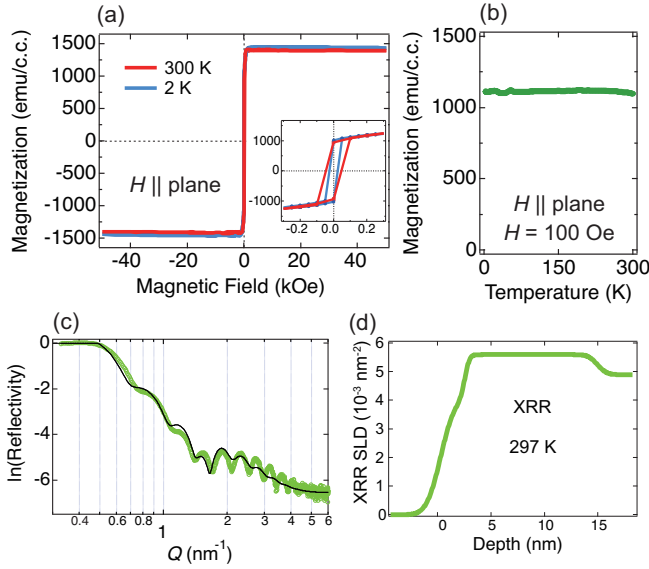 (a)
1500
1000
500
0
-500
-1000
-1500
Magnetization (emu/c.c.)
300 K
2 K
H || plane
1000
0
-1000
0.0
0.2
-40
-20
0
20
40
Magnetic Field (kOe)
(b)
1500
1000
500
0
Magnetization (emu/c.c.)
H || plane
H = 100 Oe
0
150
300
Temperature (K)
(c)
0
-2
-4
-6
ln(Reflectivity)
0.4
0.6
0.8
1
2
3
4
5
6
Q (nm⁻¹)
(d)
6
5
4
3
2
1
0
XRR SLD (10⁻³ nm⁻²)
XRR
297 K
0
5
10
15
Depth (nm)